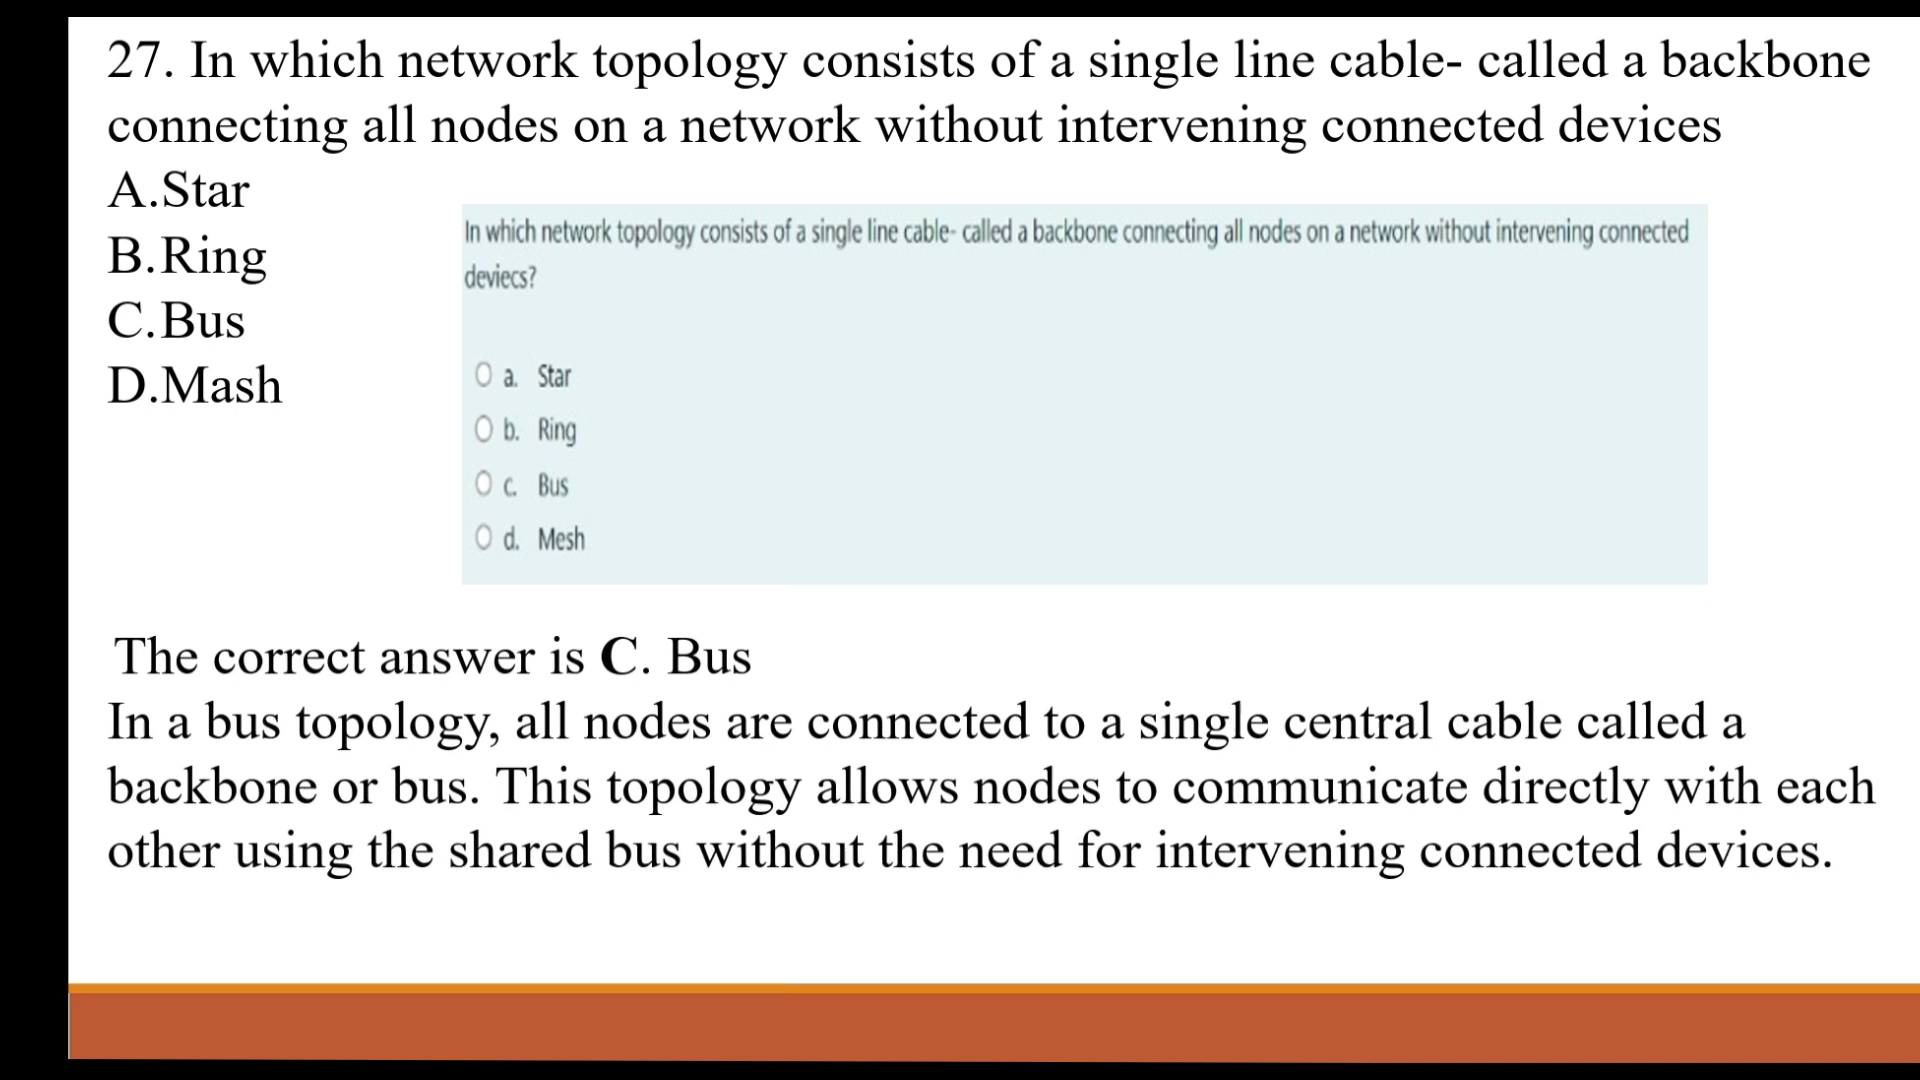 27. In which network topology consists of a single line cable- called a backbone
connecting all nodes on a network without intervening connected devices
A.Star
B.Ring
C.Bus
D.Mash
In which network topology consists of a single line cable- called a backbone connecting all nodes on a network without intervening connected
deviecs?
a. Star
b. Ring
c. Bus
d. Mesh
The correct answer is C. Bus
In a bus topology, all nodes are connected to a single central cable called a
backbone or bus. This topology allows nodes to communicate directly with each
other using the shared bus without the need for intervening connected devices.